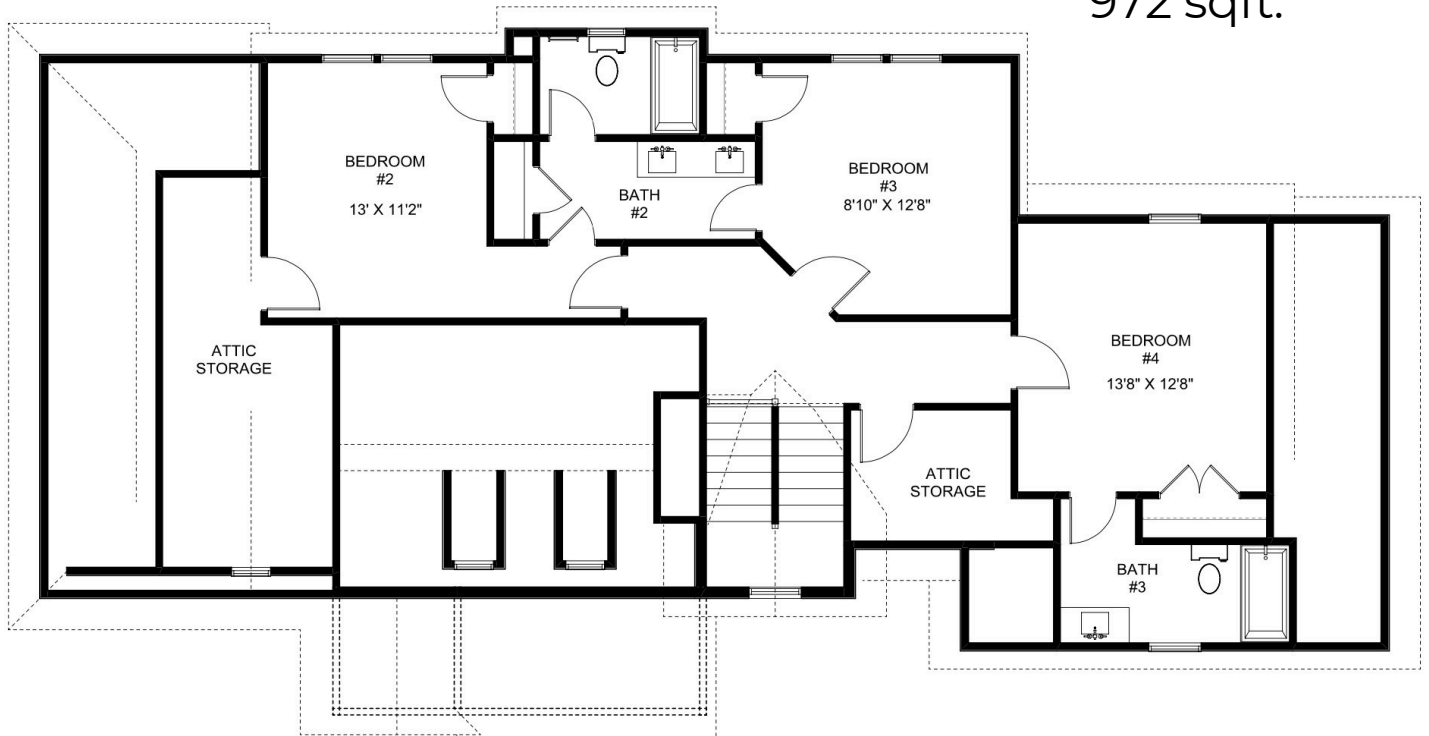 972 sqft.
BEDROOM
#2
13' X 11'2"
BATH
#2
BEDROOM
#3
8'10" X 12'8"
ATTIC
STORAGE
BEDROOM
#4
13'8" X 12'8"
ATTIC
STORAGE
BATH
#3